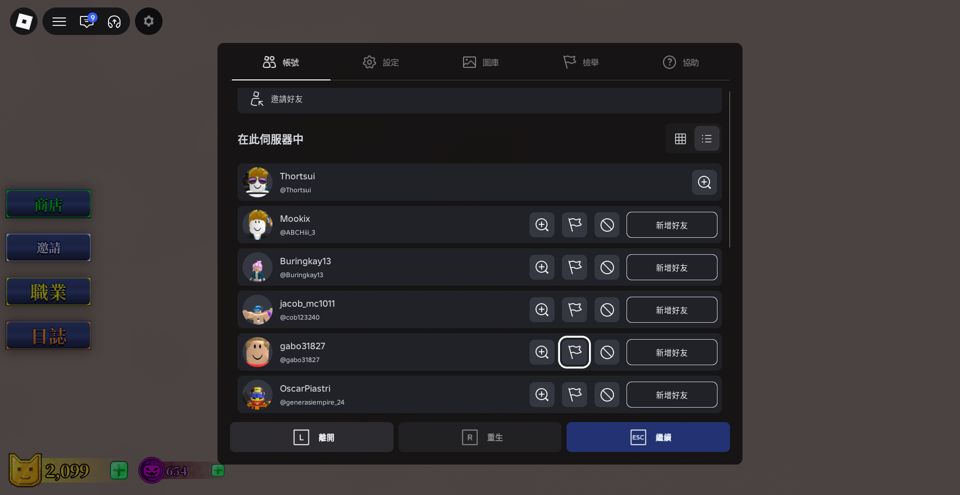 9
帳號
設定
圖庫
檢舉
協助
邀請好友
在此伺服器中
Thortsui
@Thortsui
Mookix
@ABCHiii_3
新增好友
Buringkay13
@Buringkay13
新增好友
jacob_mc1011
@cob123240
新增好友
gabo31827
@gabo31827
新增好友
OscarPiastri
@generasiempire_24
新增好友
L 離開
R 重生
ESC 繼續
商店
邀請
職業
日誌
2,099
654